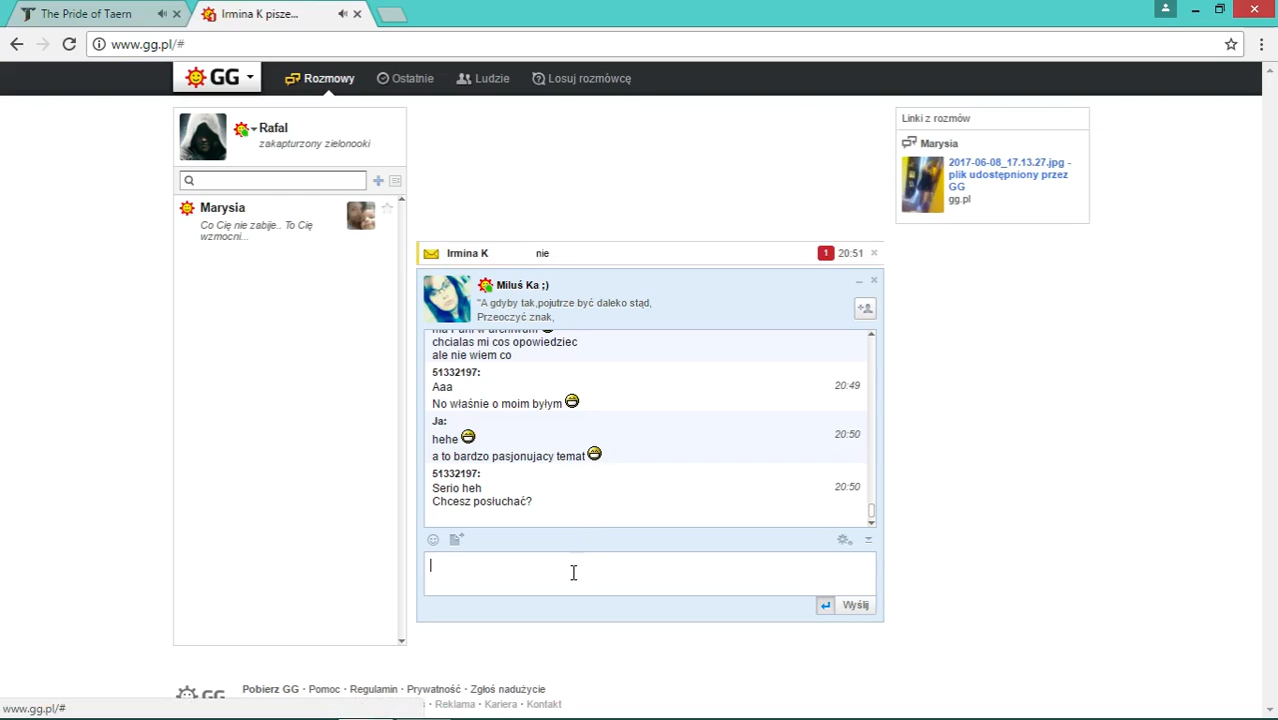 The Pride of Taern
Irmina K pisze...
www.gg.pl/#
GG
Rozmowy
Ostatnie
Ludzie
Losuj rozmówcę
Rafal
zakapturzony zielonooki
Marysia
Co Cię nie zabije.. To Cię
wzmocni...
Linki z rozmów
Marysia
2017-06-08_17.13.27.jpg -
plik udostępniony przez
GG
gg.pl
Irmina K nie 1 20:51
Miluś Ka ;)
"A gdyby tak,pojutrze być daleko stąd,
Przeoczyć znak,
chcialas mi cos opowiedziec
ale nie wiem co
51332197:
Aaa 20:49
No właśnie o moim byłym
Ja:
hehe 20:50
a to bardzo pasjonujacy temat
51332197:
Serio heh 20:50
Chcesz posłuchać?
Wyślij
GG
Pobierz GG · Pomoc · Regulamin · Prywatność · Zgłoś nadużycie
· Reklama · Kariera · Kontakt
www.gg.pl/#